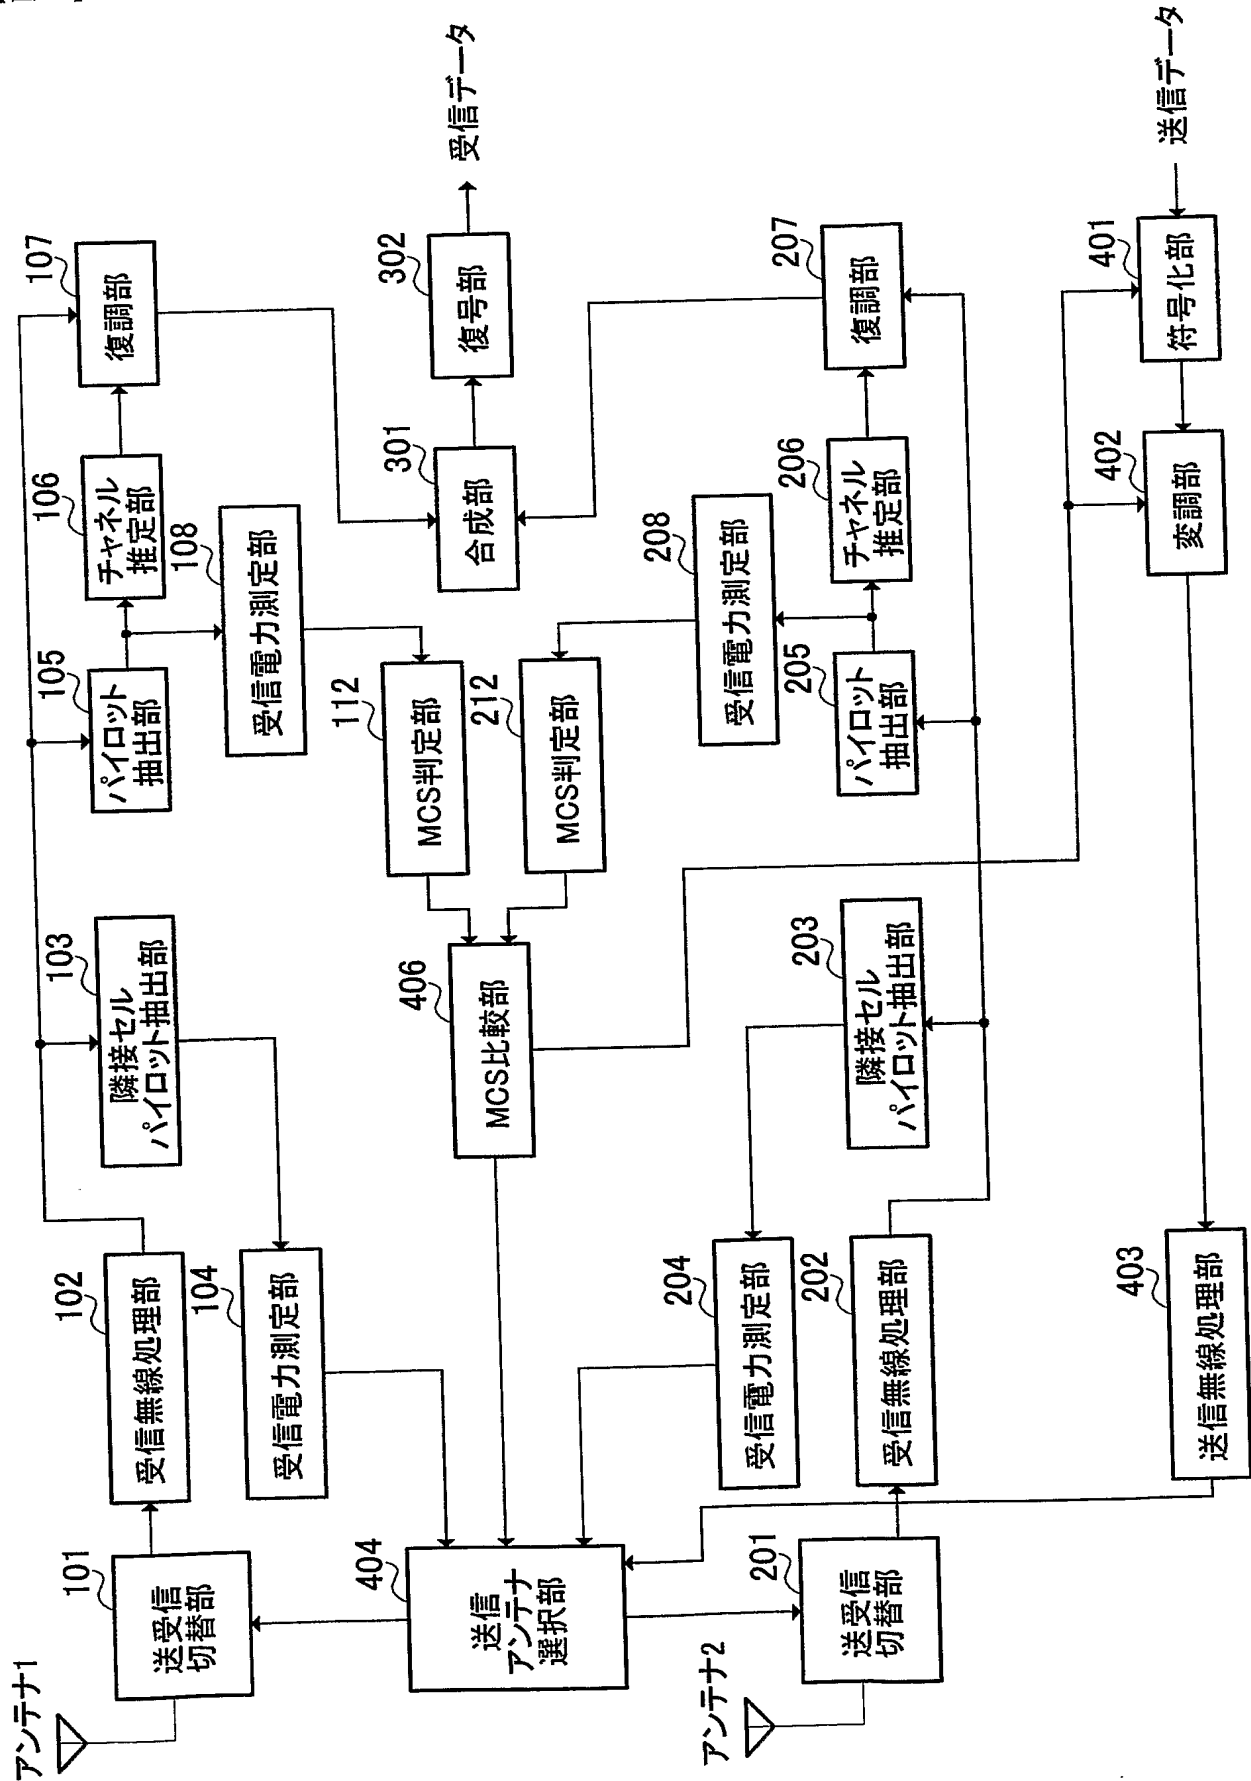 アンテナ1
101
送受信
切替部
102
受信無線処理部
103
隣接セル
パイロット抽出部
104
受信電力測定部
105
パイロット
抽出部
106
チャネル
推定部
107
復調部
108
受信電力測定部
112
MCS判定部
212
MCS判定部
406
MCS比較部
301
合成部
302
復号部
受信データ
404
送信
アンテナ
選択部
アンテナ2
201
送受信
切替部
202
受信無線処理部
203
隣接セル
パイロット抽出部
204
受信電力測定部
205
パイロット
抽出部
206
チャネル
推定部
207
復調部
208
受信電力測定部
送信データ
401
符号化部
402
変調部
403
送信無線処理部